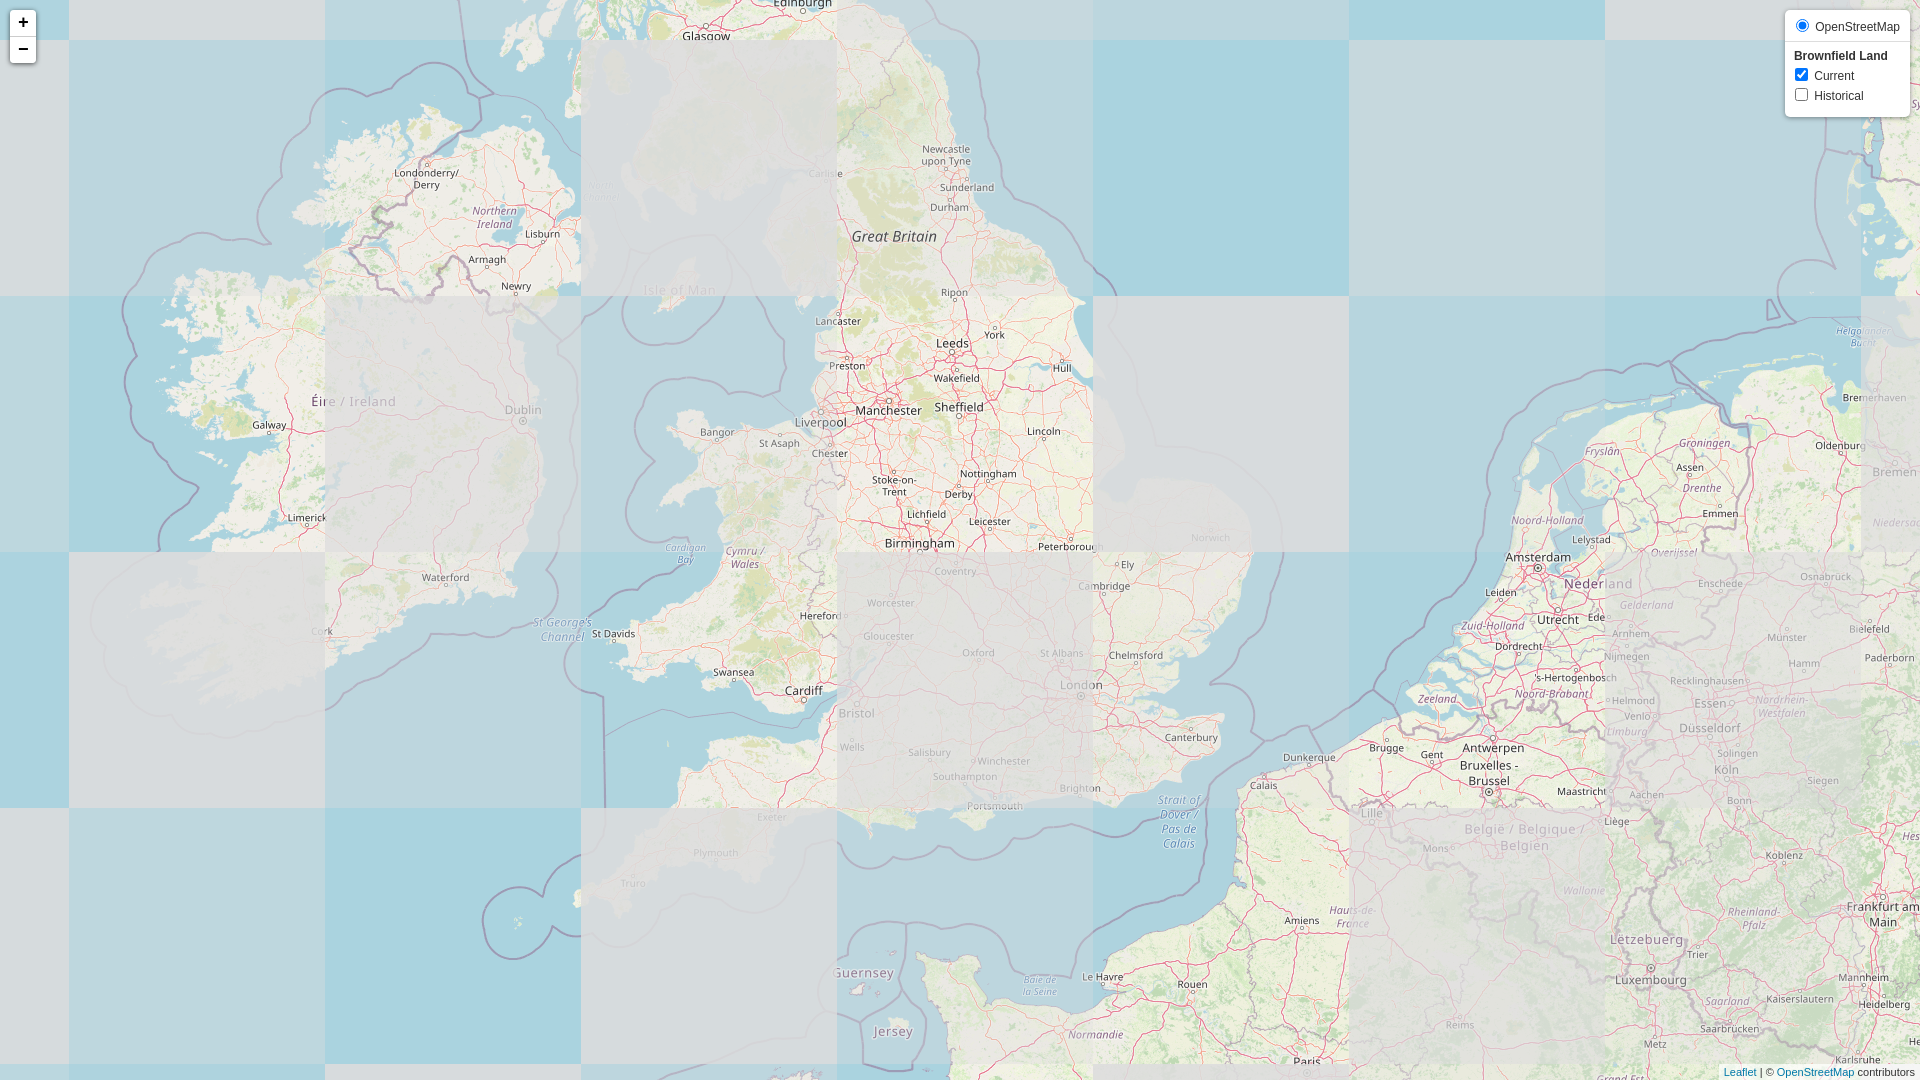 +
−
OpenStreetMap
Brownfield Land
Current
Historical
Edinburgh
Glasgow
Londonderry/
Derry
Northern
Ireland
Lisburn
Armagh
Newry
Carlisle
Newcastle
upon Tyne
Sunderland
Durham
Great Britain
Isle of Man
Ripon
Lancaster
York
Leeds
Preston
Wakefield
Hull
Manchester
Sheffield
Liverpool
Lincoln
Bangor
St Asaph
Chester
Éire / Ireland
Dublin
Galway
Limerick
Stoke-on-
Trent
Nottingham
Derby
Lichfield
Leicester
Birmingham
Peterborough
Norwich
Cardigan
Bay
Cymru /
Wales
Coventry
Ely
Cambridge
Waterford
Worcester
Hereford
Cork
St George's
Channel
St Davids
Gloucester
Oxford
St Albans
Chelmsford
Swansea
Cardiff
London
Bristol
Wells
Salisbury
Winchester
Southampton
Canterbury
Brighton
Portsmouth
Exeter
Plymouth
Truro
Strait of
Dover /
Pas de
Calais
Dunkerque
Calais
Guernsey
Jersey
Baie de
la Seine
Le Havre
Rouen
Amiens
Hauts-de-
France
Normandie
Paris
Reims
Helgoländer
Bucht
Bremerhaven
Groningen
Fryslân
Assen
Drenthe
Oldenburg
Bremen
Emmen
Noord-Holland
Lelystad
Overijssel
Amsterdam
Nederland
Enschede
Osnabrück
Leiden
Gelderland
Utrecht
Ede
Zuid-Holland
Arnhem
Münster
Bielefeld
Dordrecht
Nijmegen
Hamm
Paderborn
's-Hertogenbosch
Recklinghausen
Zeeland
Noord-Brabant
Helmond
Essen
Nordrhein-
Westfalen
Venlo
Limburg
Düsseldorf
Brugge
Gent
Antwerpen
Solingen
Bruxelles -
Brussel
Köln
Siegen
Maastricht
Aachen
Bonn
Lille
Liège
België / Belgique /
Belgien
Mons
Koblenz
Wallonie
Rheinland-
Pfalz
Frankfurt am
Main
Lëtzebuerg
Trier
Luxembourg
Mannheim
Saarland
Kaiserslautern
Heidelberg
Saarbrücken
Metz
Karlsruhe
Grand Est
Leaflet | © OpenStreetMap contributors